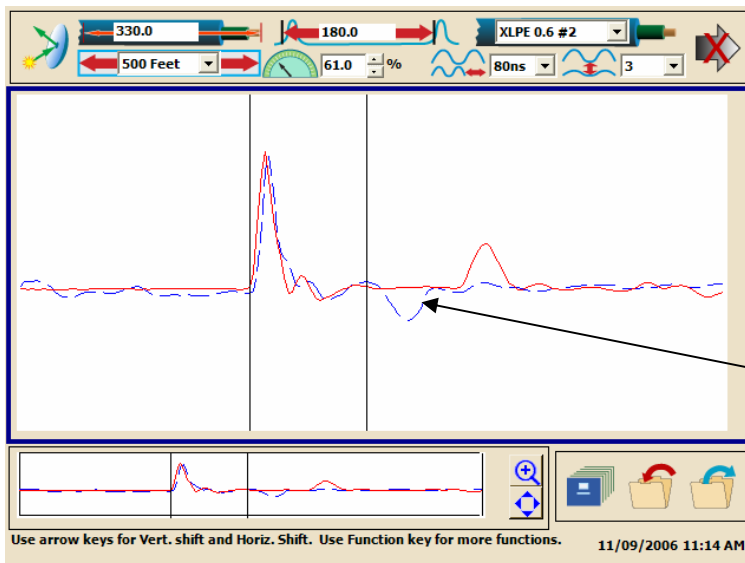 330.0 180.0 XLPE 0.6 #2
500 Feet 61.0 % 80ns 3
Use arrow keys for Vert. shift and Horiz. Shift. Use Function key for more functions.
11/09/2006 11:14 AM